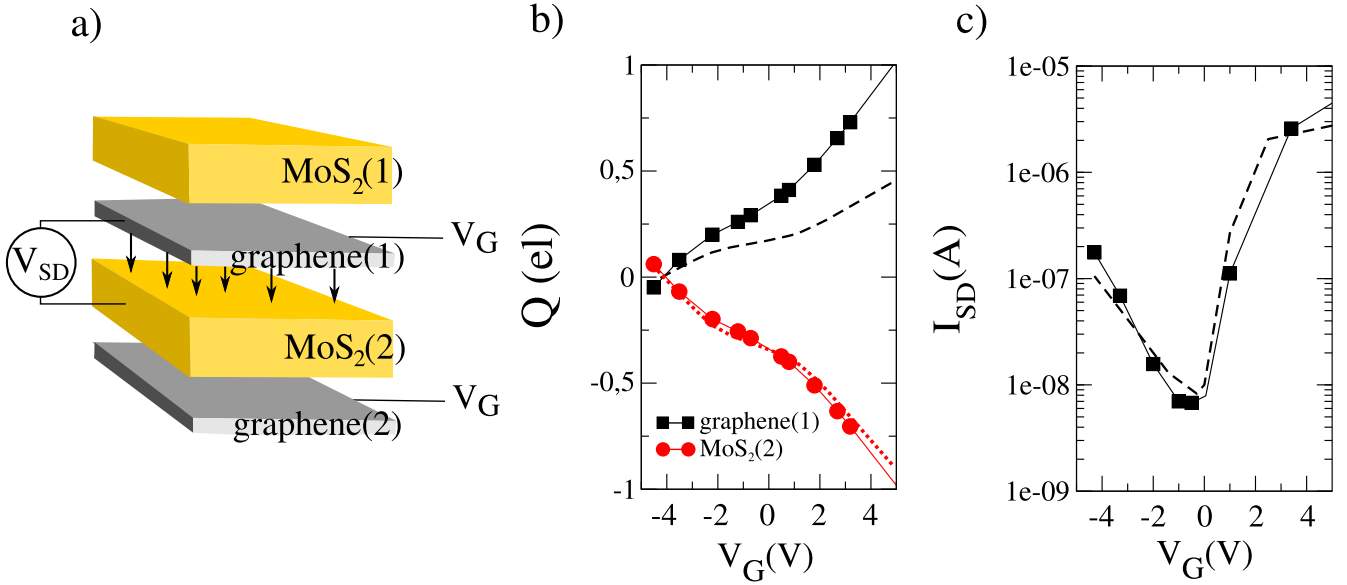 a)
MoS2(1)
VG
graphene(1)
VSD
MoS2(2)
VG
graphene(2)
b)
1
0,5
0
-0,5
-1
Q (el)
graphene(1)
MoS2(2)
-4 -2 0 2 4
VG(V)
c)
1e-05
1e-06
1e-07
1e-08
1e-09
ISD(A)
-4 -2 0 2 4
VG(V)